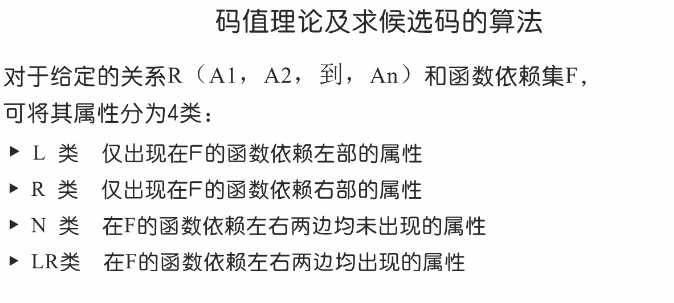 码值理论及求候选码的算法
对于给定的关系R（A1，A2，到，An）和函数依赖集F，
可将其属性分为4类：
▶ L 类 仅出现在F的函数依赖左部的属性
▶ R 类 仅出现在F的函数依赖右部的属性
▶ N 类 在F的函数依赖左右两边均未出现的属性
▶ LR类 在F的函数依赖左右两边均出现的属性